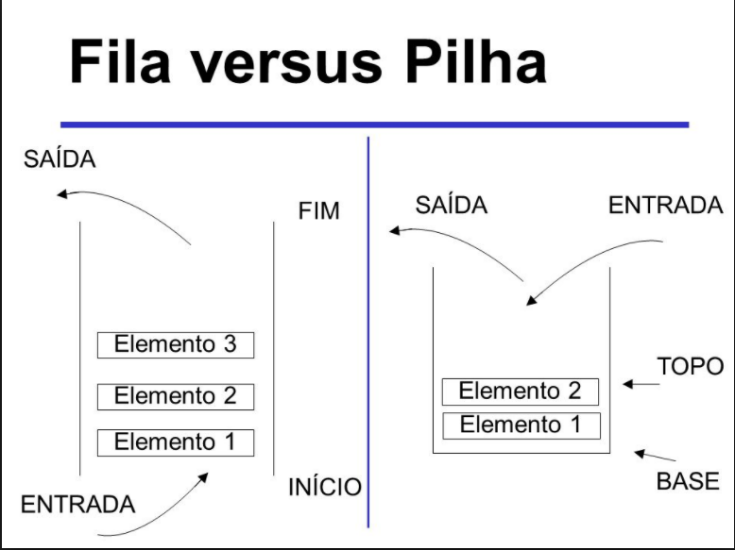 Fila versus Pilha
SAÍDA
FIM
Elemento 3
Elemento 2
Elemento 1
INÍCIO
ENTRADA
SAÍDA
ENTRADA
TOPO
Elemento 2
Elemento 1
BASE